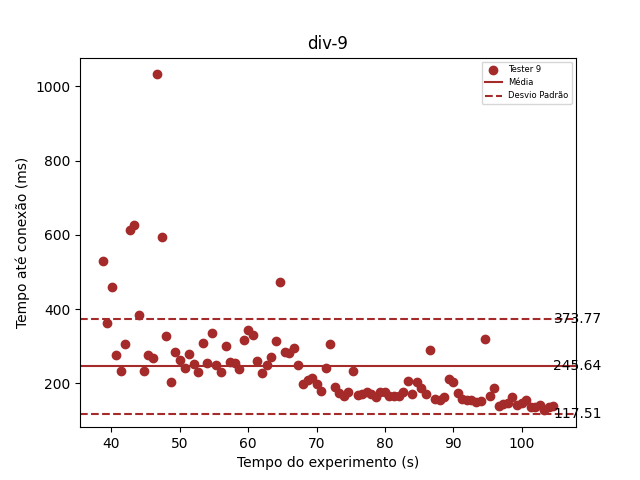 div-9
Tester 9
Média
Desvio Padrão
1000
800
600
400
200
Tempo até conexão (ms)
373.77
245.64
117.51
40 50 60 70 80 90 100
Tempo do experimento (s)